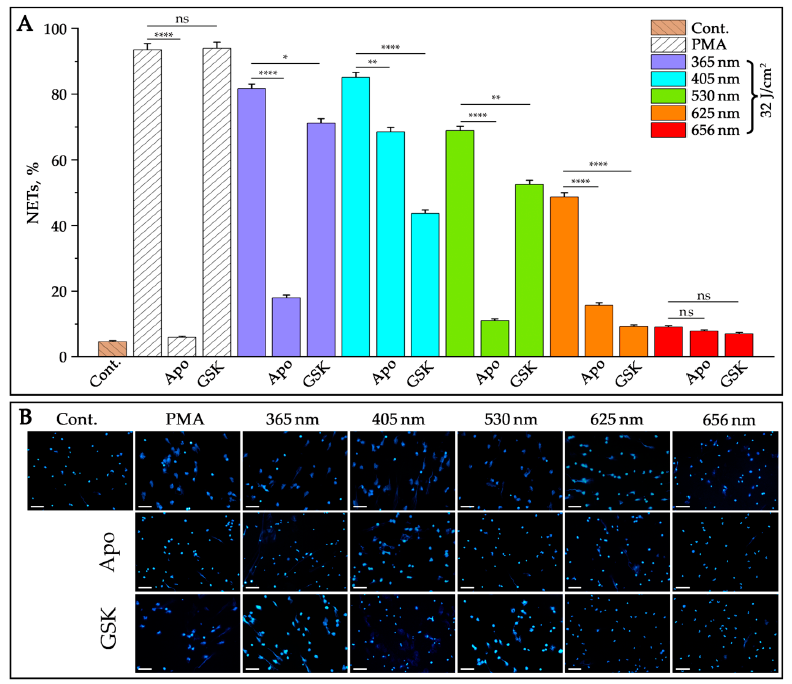 A
ns
****
*
****
****
**
**
****
****
****
ns
ns
Cont.
PMA
365 nm
405 nm
530 nm
625 nm
656 nm
32 J/cm²
NETs, %
100
80
60
40
20
0
Cont.
Apo
GSK
Apo
GSK
Apo
GSK
Apo
GSK
Apo
GSK
Apo
GSK
B
Cont. PMA 365 nm 405 nm 530 nm 625 nm 656 nm
Apo
GSK